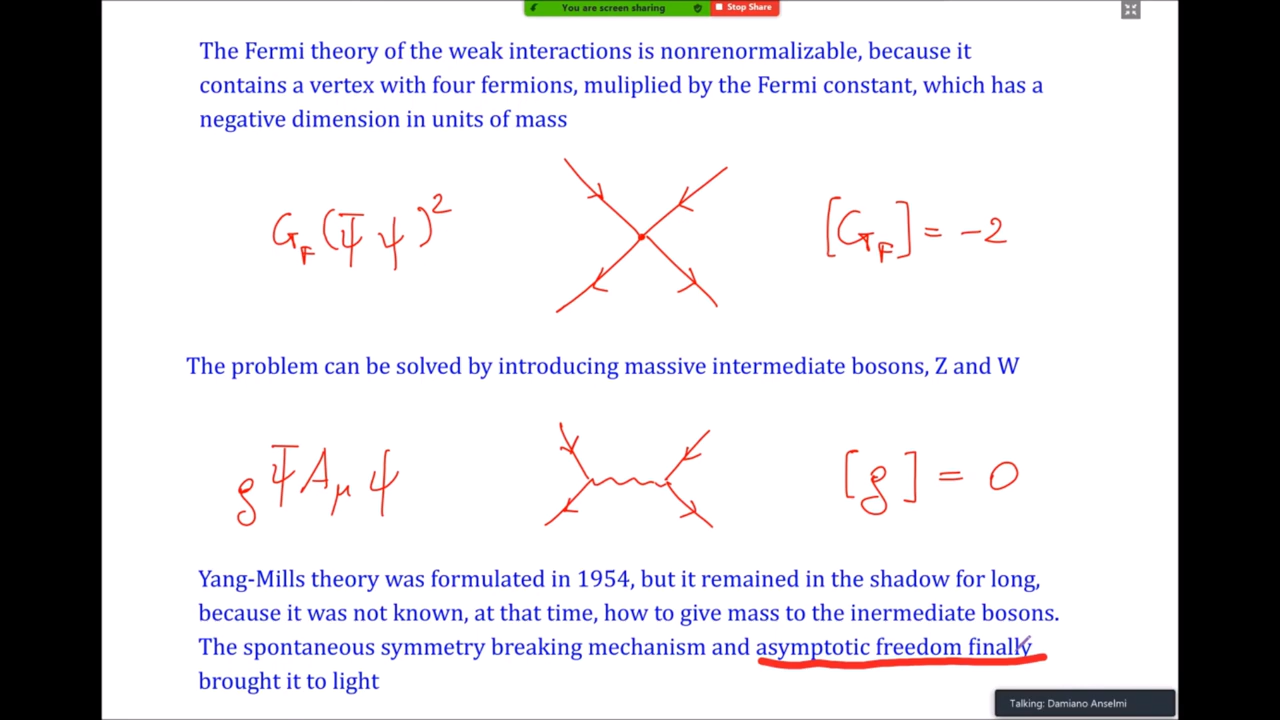 You are screen sharing Stop Share
The Fermi theory of the weak interactions is nonrenormalizable, because it
contains a vertex with four fermions, muliplied by the Fermi constant, which has a
negative dimension in units of mass
G_F (ψ̄ ψ)² [G_F] = -2
The problem can be solved by introducing massive intermediate bosons, Z and W
g ψ̄ A_μ ψ [g] = 0
Yang-Mills theory was formulated in 1954, but it remained in the shadow for long,
because it was not known, at that time, how to give mass to the inermediate bosons.
The spontaneous symmetry breaking mechanism and asymptotic freedom finally
brought it to light
Talking: Damiano Anselmi